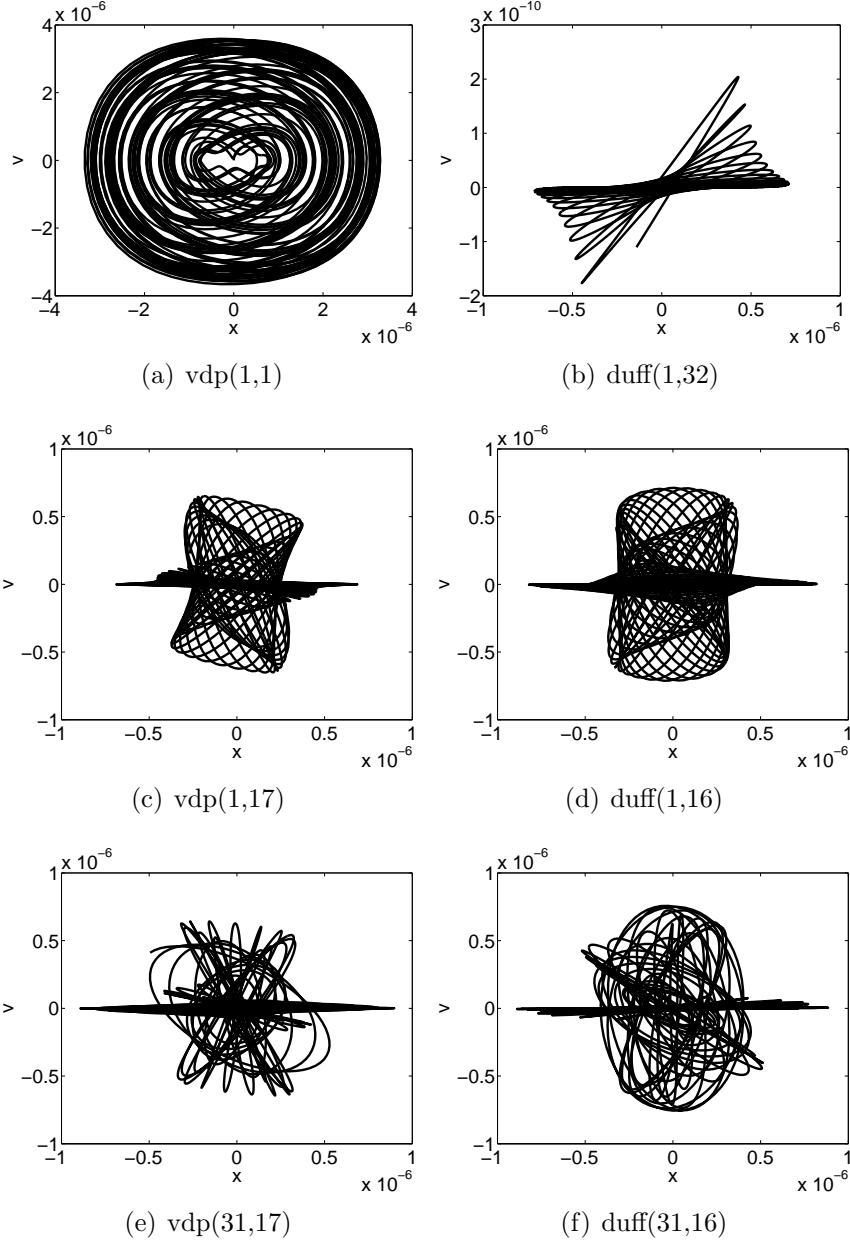 x 10−6
4
2
0
−2
−4
v
−4 −2 0 2 4
x
x 10−6
(a) vdp(1,1)
x 10−10
3
2
1
0
−1
−2
v
−1 −0.5 0 0.5 1
x
x 10−6
(b) duff(1,32)
x 10−6
1
0.5
0
−0.5
−1
v
−1 −0.5 0 0.5 1
x
x 10−6
(c) vdp(1,17)
x 10−6
1
0.5
0
−0.5
−1
v
−1 −0.5 0 0.5 1
x
x 10−6
(d) duff(1,16)
x 10−6
1
0.5
0
−0.5
−1
v
−1 −0.5 0 0.5 1
x
x 10−6
(e) vdp(31,17)
x 10−6
1
0.5
0
−0.5
−1
v
−1 −0.5 0 0.5 1
x
x 10−6
(f) duff(31,16)